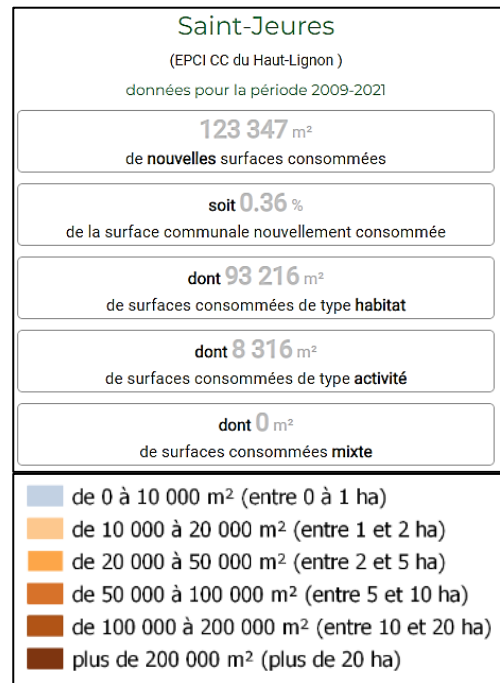 Saint-Jeures
(EPCI CC du Haut-Lignon )
données pour la période 2009-2021
123 347 m²
de nouvelles surfaces consommées
soit 0.36 %
de la surface communale nouvellement consommée
dont 93 216 m²
de surfaces consommées de type habitat
dont 8 316 m²
de surfaces consommées de type activité
dont 0 m²
de surfaces consommées mixte
de 0 à 10 000 m² (entre 0 à 1 ha)
de 10 000 à 20 000 m² (entre 1 et 2 ha)
de 20 000 à 50 000 m² (entre 2 et 5 ha)
de 50 000 à 100 000 m² (entre 5 et 10 ha)
de 100 000 à 200 000 m² (entre 10 et 20 ha)
plus de 200 000 m² (plus de 20 ha)